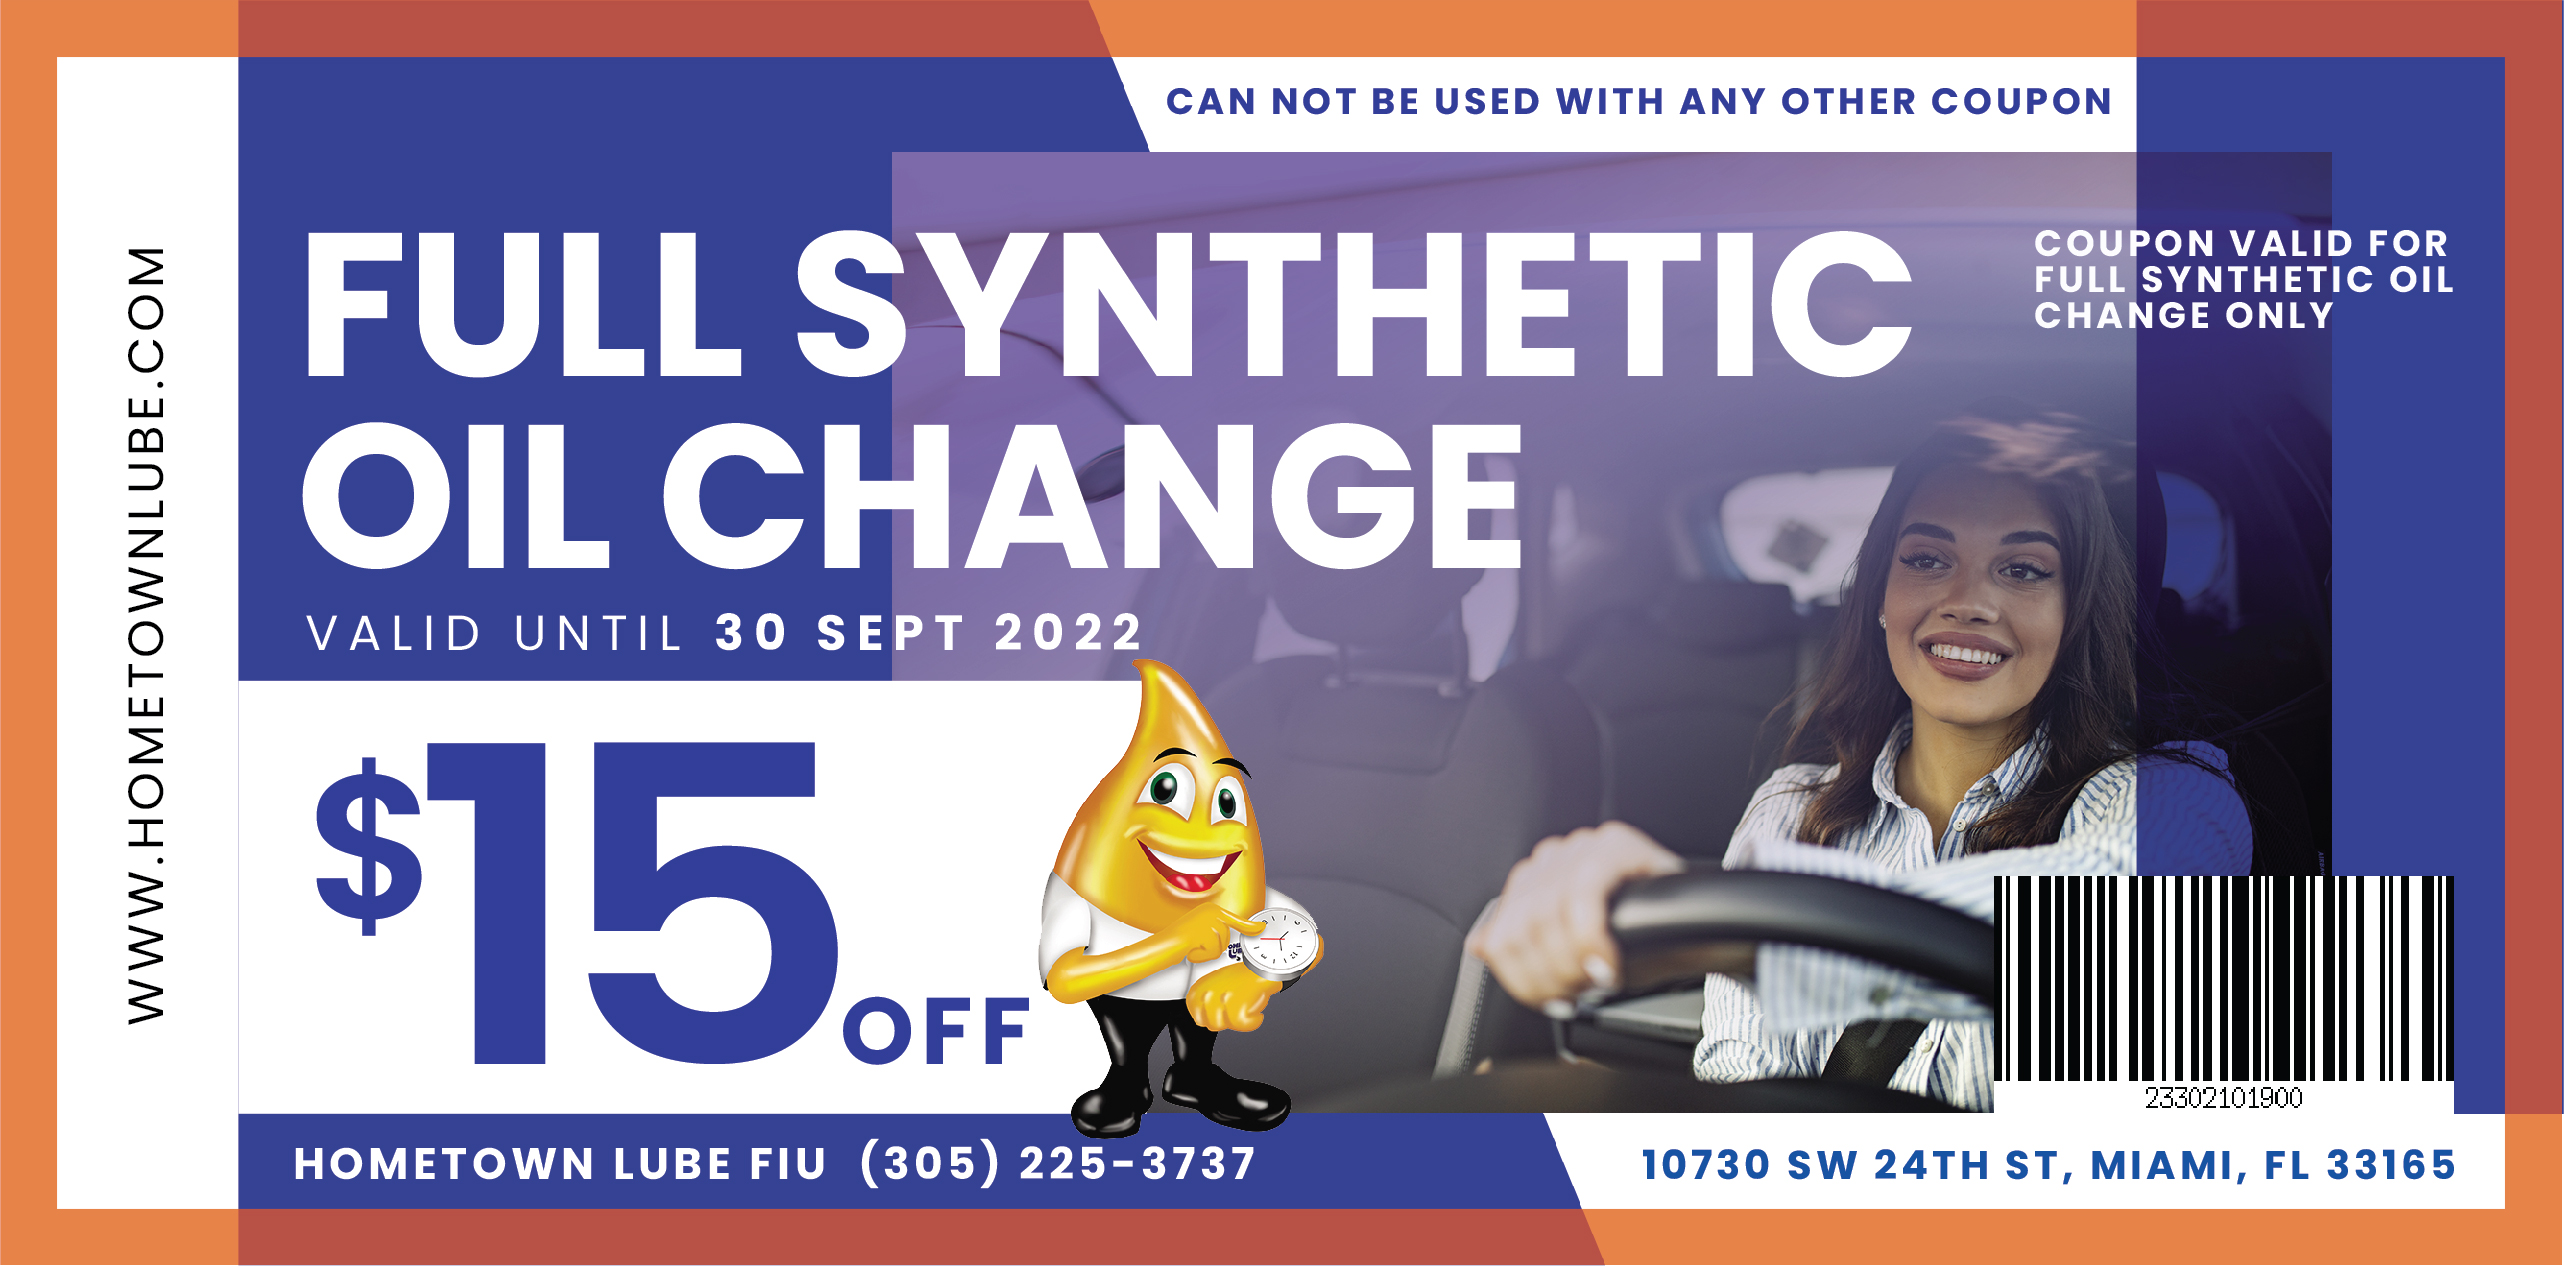 CAN NOT BE USED WITH ANY OTHER COUPON
WWW.HOMETOWNLUBE.COM
FULL SYNTHETIC
OIL CHANGE
COUPON VALID FOR
FULL SYNTHETIC OIL
CHANGE ONLY
VALID UNTIL 30 SEPT 2022
$15 OFF
23302101900
HOMETOWN LUBE FIU (305) 225-3737
10730 SW 24TH ST, MIAMI, FL 33165